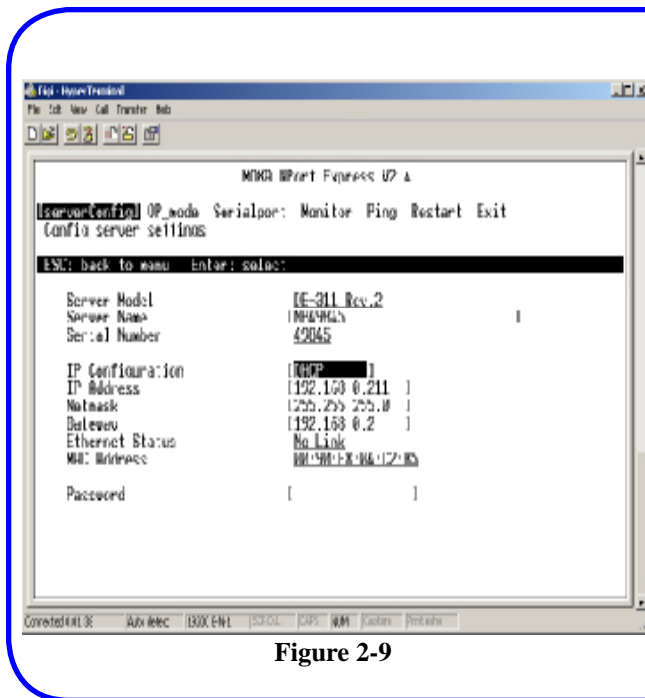 Digi - HyperTerminal
File Edit View Call Transfer Help
MOXA NPort Express V2
[serverConfig] OP_mode Serialport Monitor Ping Restart Exit
Config server settings
ESC: back to menu Enter: select
Server Model DE-311 Rev.2
Server Name [
Serial Number 49845
IP Configuration [DHCP ]
IP Address [192.168 0.211 ]
Netmask [255.255 255.0 ]
Gateway [192.168 0.2 ]
Ethernet Status No Link
MAC Address
Password [ ]
Connected Auto detect SCROLL CAPS NUM Capture Print echo
Figure 2-9